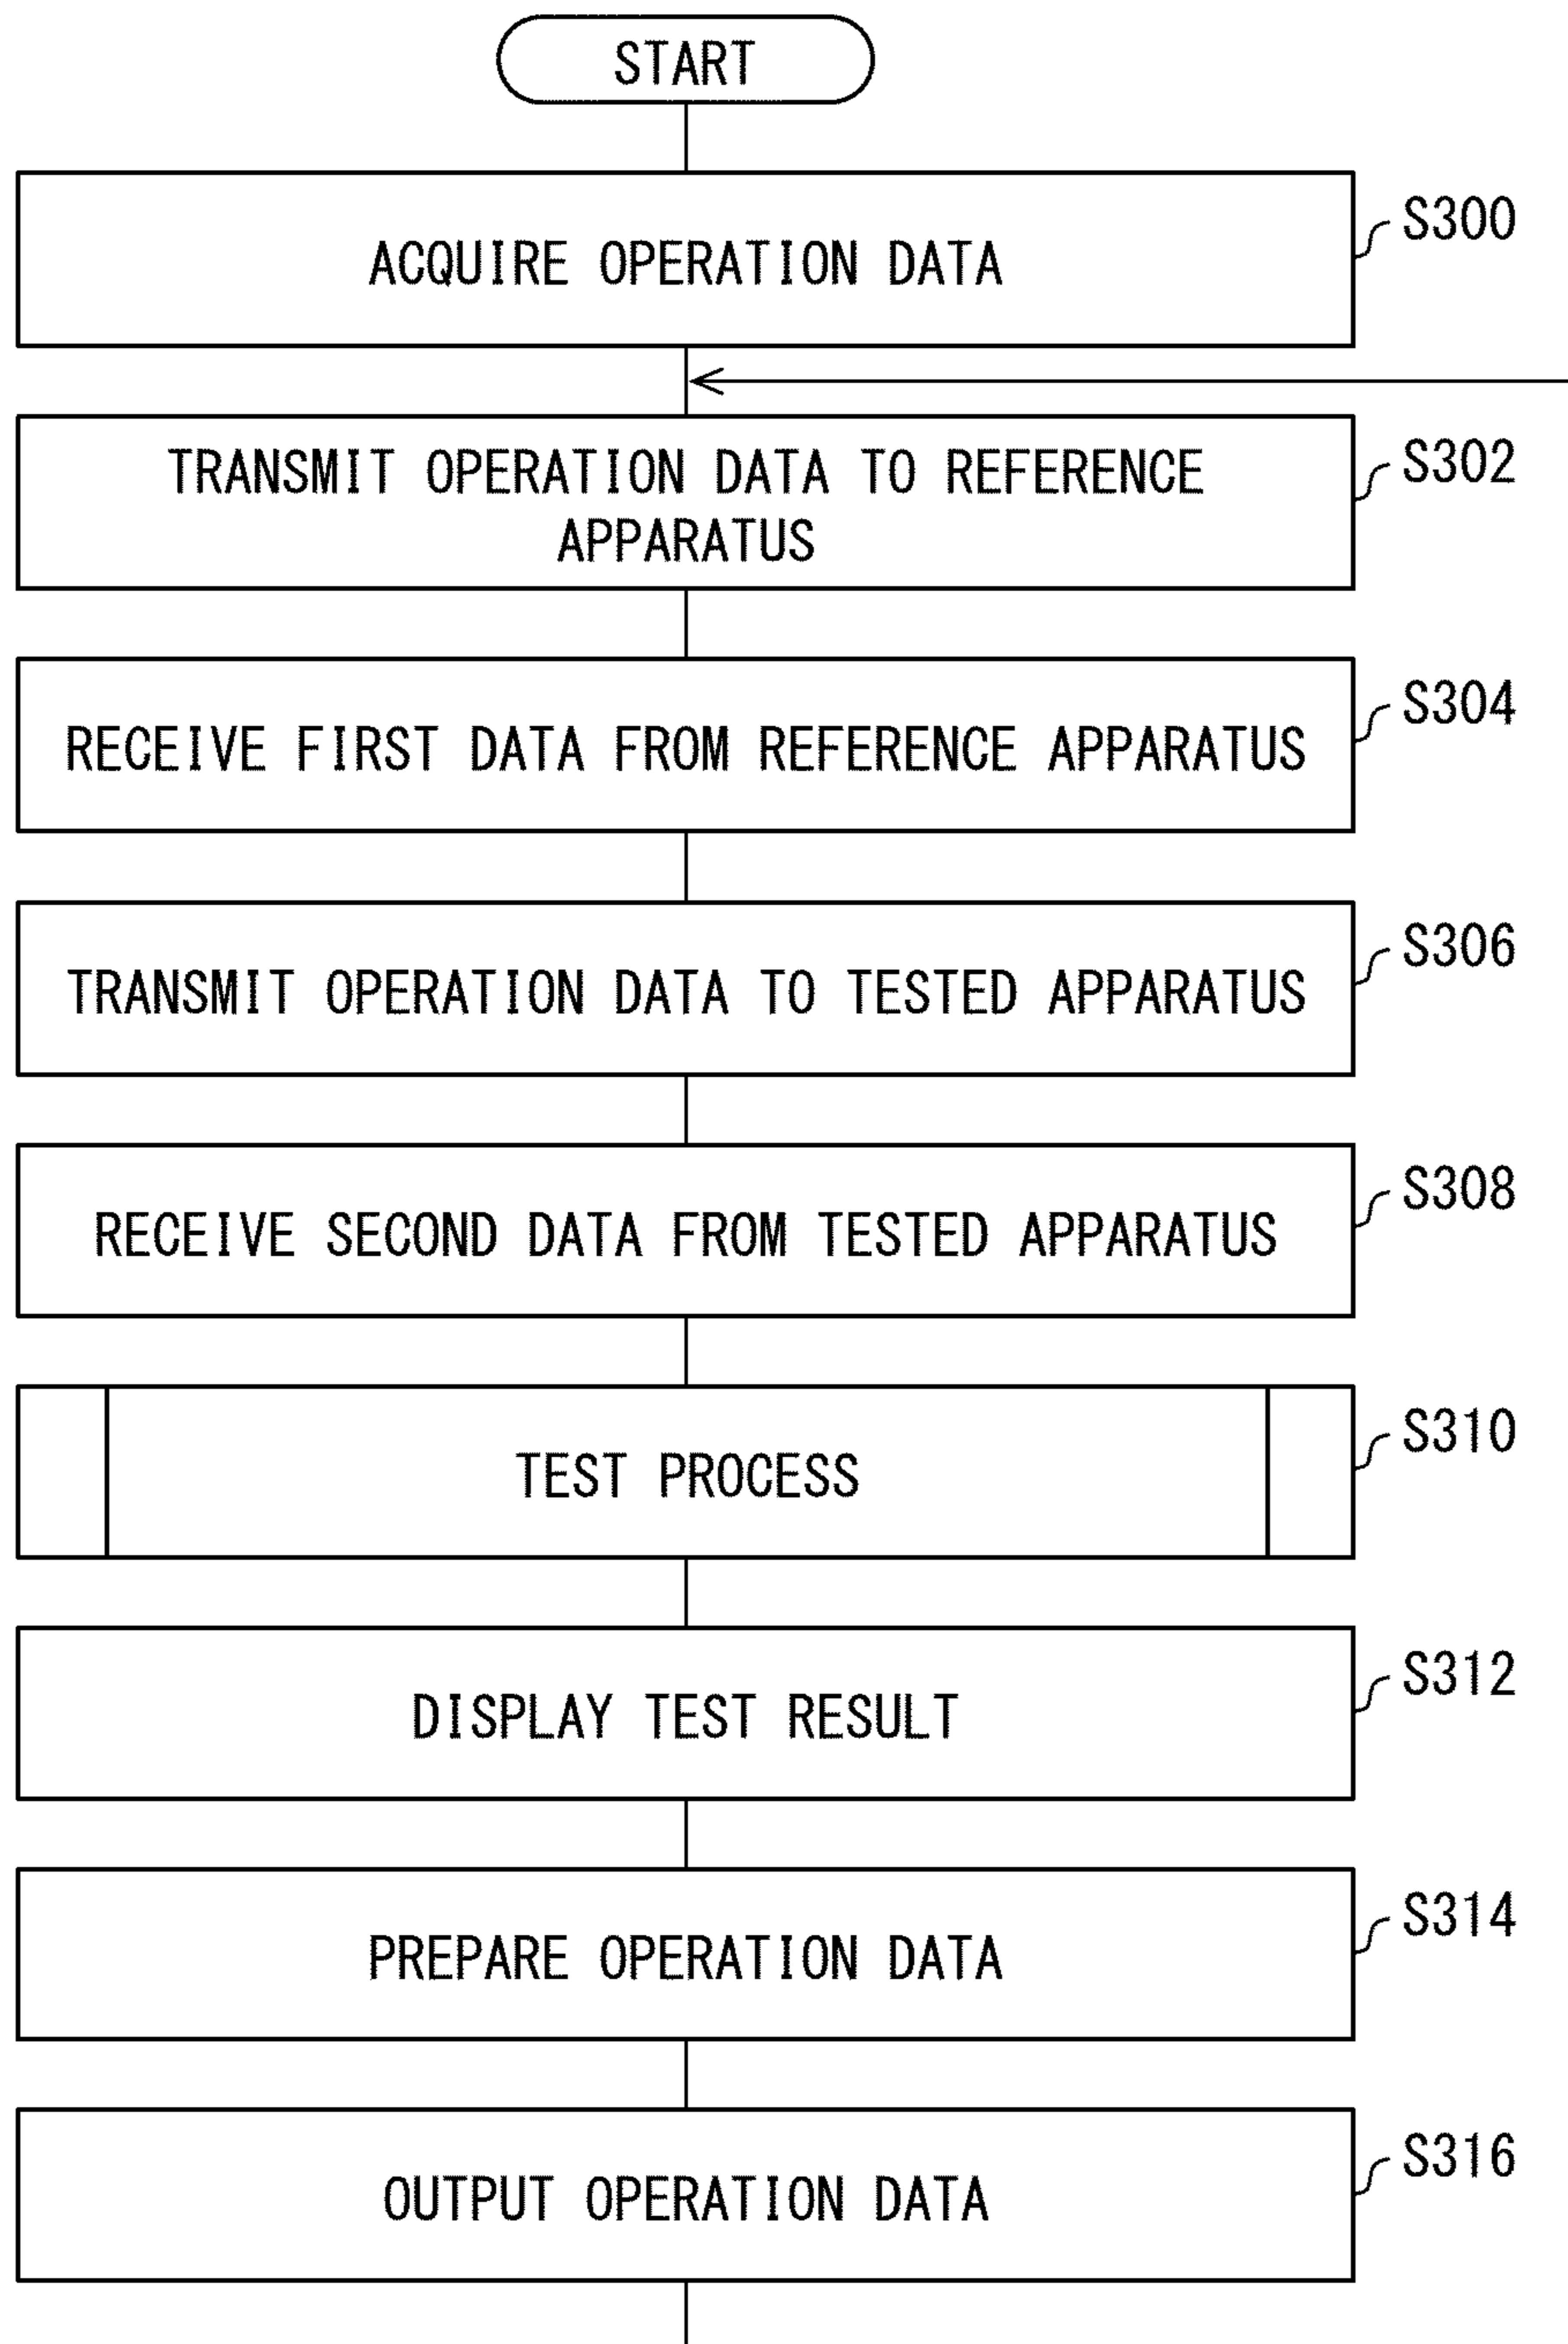 START
ACQUIRE OPERATION DATA
S300
TRANSMIT OPERATION DATA TO REFERENCE
APPARATUS
S302
RECEIVE FIRST DATA FROM REFERENCE APPARATUS
S304
TRANSMIT OPERATION DATA TO TESTED APPARATUS
S306
RECEIVE SECOND DATA FROM TESTED APPARATUS
S308
TEST PROCESS
S310
DISPLAY TEST RESULT
S312
PREPARE OPERATION DATA
S314
OUTPUT OPERATION DATA
S316